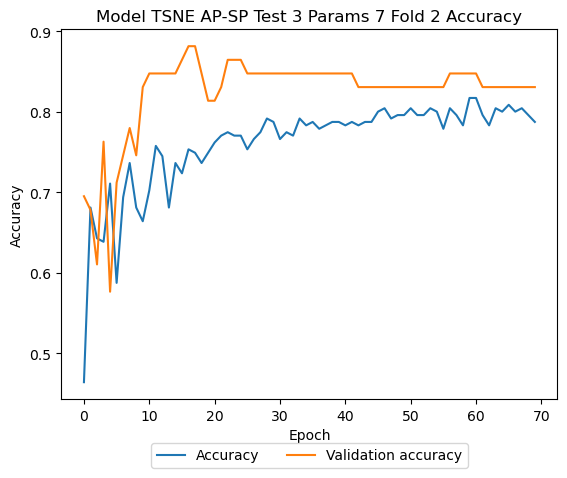 Model TSNE AP-SP Test 3 Params 7 Fold 2 Accuracy
0.9
0.8
0.7
0.6
0.5
Accuracy
0 10 20 30 40 50 60 70
Epoch
Accuracy Validation accuracy